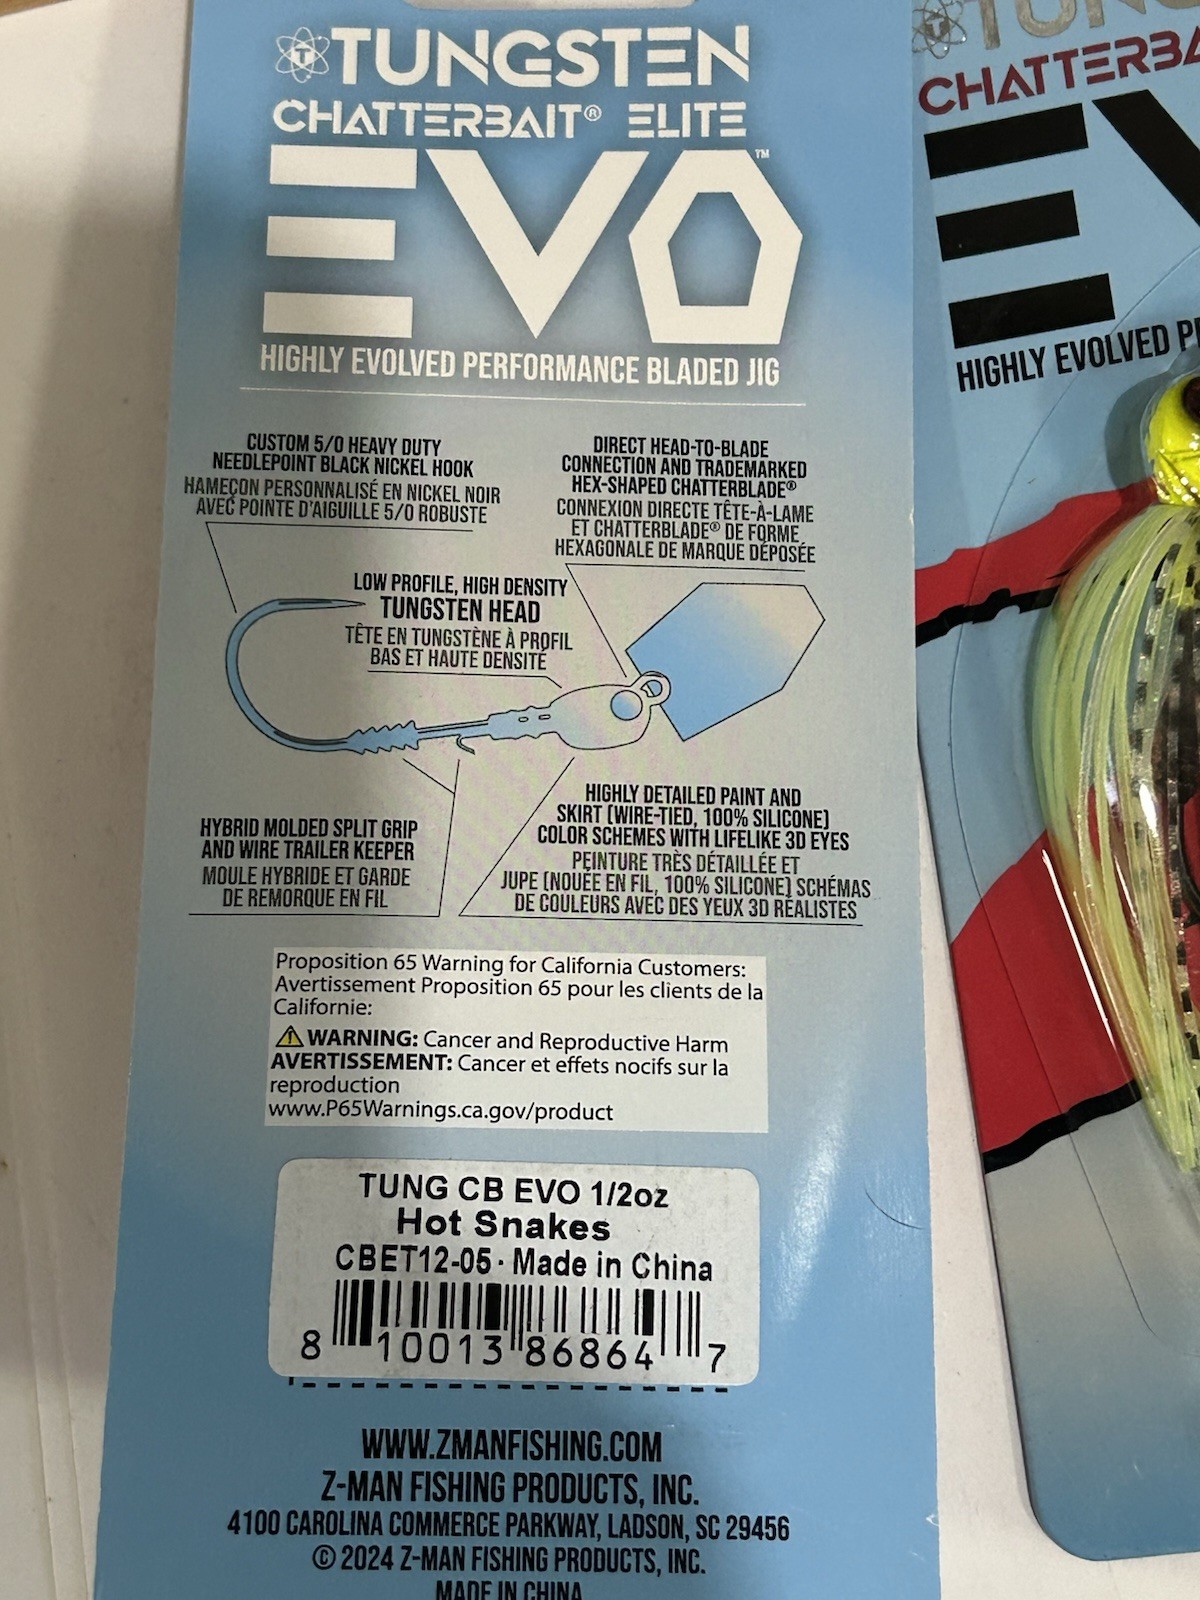 TUNGSTEN
CHATTERBAIT® ELITE
EVO™
HIGHLY EVOLVED PERFORMANCE BLADED JIG
CUSTOM 5/0 HEAVY DUTY
NEEDLEPOINT BLACK NICKEL HOOK
HAMEÇON PERSONNALISÉ EN NICKEL NOIR
AVEC POINTE D'AIGUILLE 5/0 ROBUSTE
DIRECT HEAD-TO-BLADE
CONNECTION AND TRADEMARKED
HEX-SHAPED CHATTERBLADE®
CONNEXION DIRECTE TÊTE-À-LAME
ET CHATTERBLADE® DE FORME
HEXAGONALE DE MARQUE DÉPOSÉE
LOW PROFILE, HIGH DENSITY
TUNGSTEN HEAD
TÊTE EN TUNGSTÈNE À PROFIL
BAS ET HAUTE DENSITÉ
HYBRID MOLDED SPLIT GRIP
AND WIRE TRAILER KEEPER
MOULE HYBRIDE ET GARDE
DE REMORQUE EN FIL
HIGHLY DETAILED PAINT AND
SKIRT (WIRE-TIED, 100% SILICONE)
COLOR SCHEMES WITH LIFELIKE 3D EYES
PEINTURE TRÈS DÉTAILLÉE ET
JUPE (NOUÉE EN FIL, 100% SILICONE) SCHÉMAS
DE COULEURS AVEC DES YEUX 3D RÉALISTES
Proposition 65 Warning for California Customers:
Avertissement Proposition 65 pour les clients de la
Californie:
⚠ WARNING: Cancer and Reproductive Harm
AVERTISSEMENT: Cancer et effets nocifs sur la
reproduction
www.P65Warnings.ca.gov/product
TUNG CB EVO 1/2oz
Hot Snakes
CBET12-05 · Made in China
8 10013 86864 7
WWW.ZMANFISHING.COM
Z-MAN FISHING PRODUCTS, INC.
4100 CAROLINA COMMERCE PARKWAY, LADSON, SC 29456
© 2024 Z-MAN FISHING PRODUCTS, INC.
MADE IN CHINA
TUN
CHATTERBA
EV
HIGHLY EVOLVED P